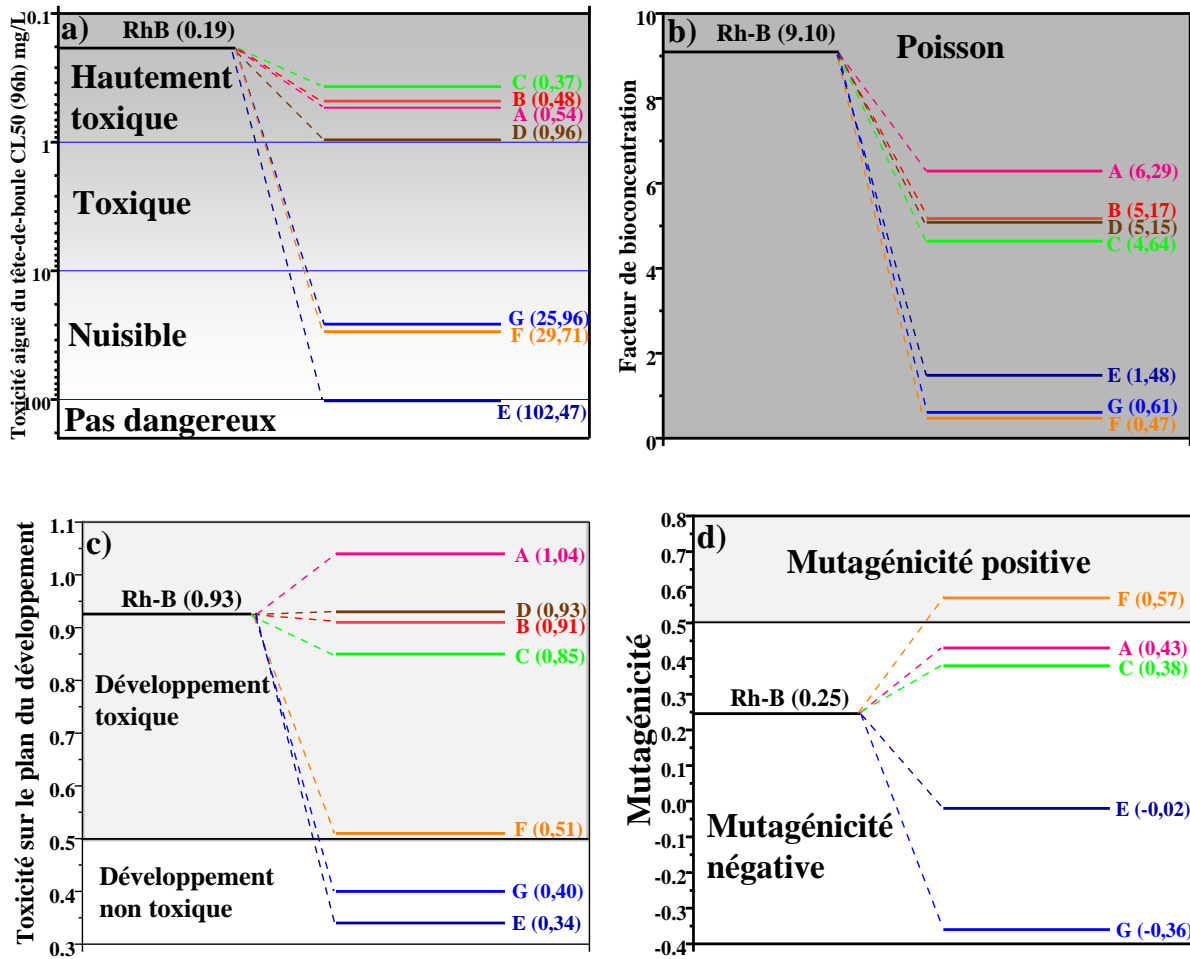 a)
Toxicité aiguë du tête-de-boule CL50 (96h) mg/L
0.1
1
10
100
RhB (0.19)
Hautement
toxique
Toxique
Nuisible
Pas dangereux
C (0,37)
B (0,48)
A (0,54)
D (0,96)
G (25,96)
F (29,71)
E (102,47)
b)
Facteur de bioconcentration
10
8
6
4
2
0
Rh-B (9.10)
Poisson
A (6,29)
B (5,17)
D (5,15)
C (4,64)
E (1,48)
G (0,61)
F (0,47)
c)
Toxicité sur le plan du développement
1.1
1.0
0.9
0.8
0.7
0.6
0.5
0.4
0.3
Rh-B (0.93)
Développement
toxique
Développement
non toxique
A (1,04)
D (0,93)
B (0,91)
C (0,85)
F (0,51)
G (0,40)
E (0,34)
d)
Mutagénicité
0.8
0.7
0.6
0.5
0.4
0.3
0.2
0.1
0.0
-0.1
-0.2
-0.3
-0.4
Mutagénicité positive
Rh-B (0.25)
Mutagénicité
négative
F (0,57)
A (0,43)
C (0,38)
E (-0,02)
G (-0,36)